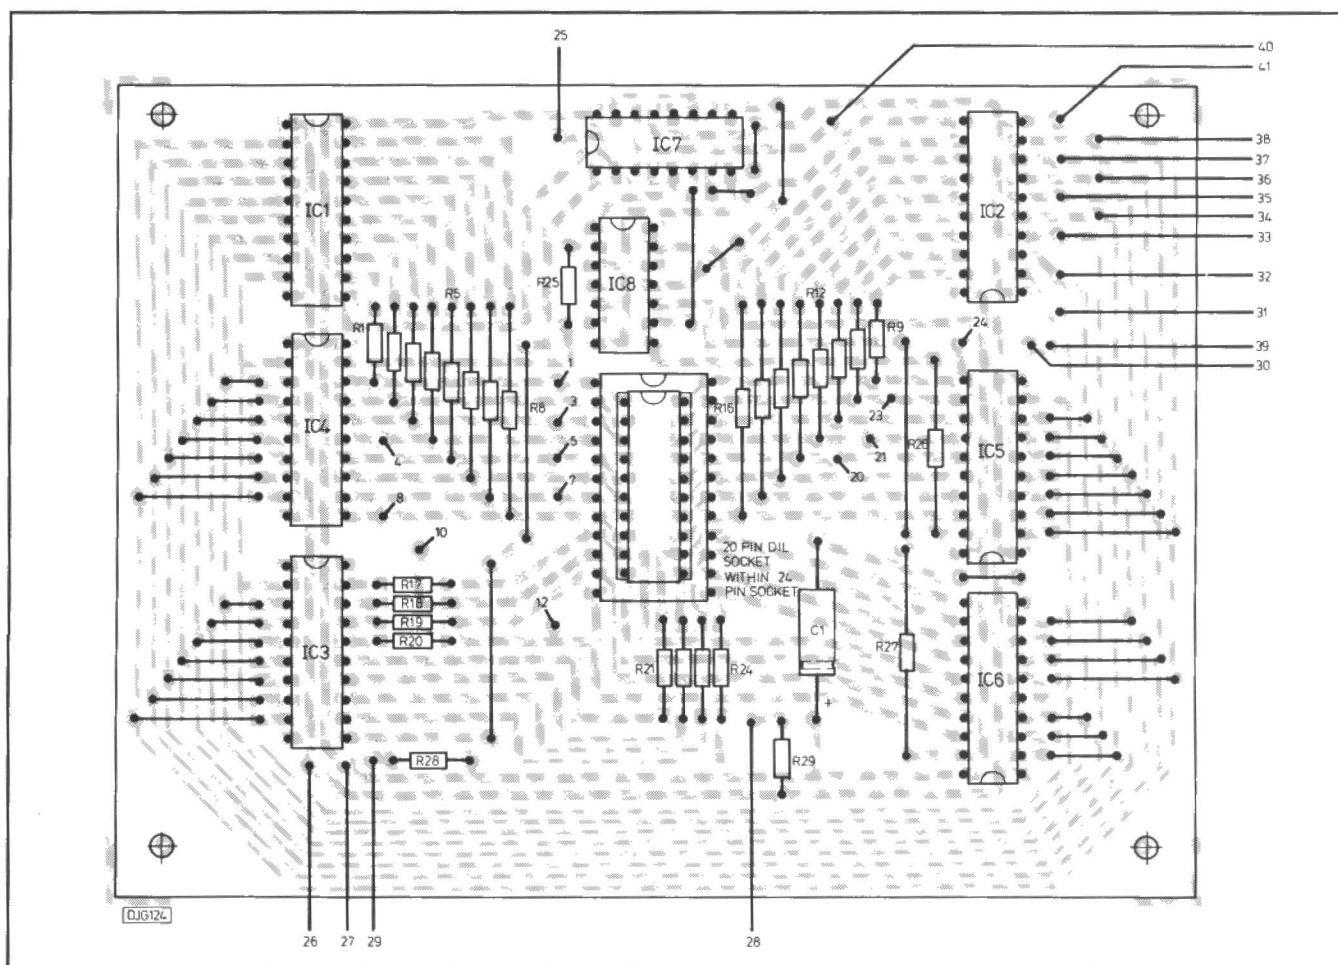 25
40
41
IC7
38
37
36
35
34
33
32
31
39
30
IC1
IC2
R25
IC8
R5
R12
R1
R9
24
1
R8
R16
3
23
IC4
4
5
21
20
R26
IC5
7
8
10
20 PIN DIL
SOCKET
WITHIN 24
PIN SOCKET
R17
R18
R19
R20
12
C1
IC3
R21
R24
R27
IC6
+
R28
R29
DJG124
26
27
29
28